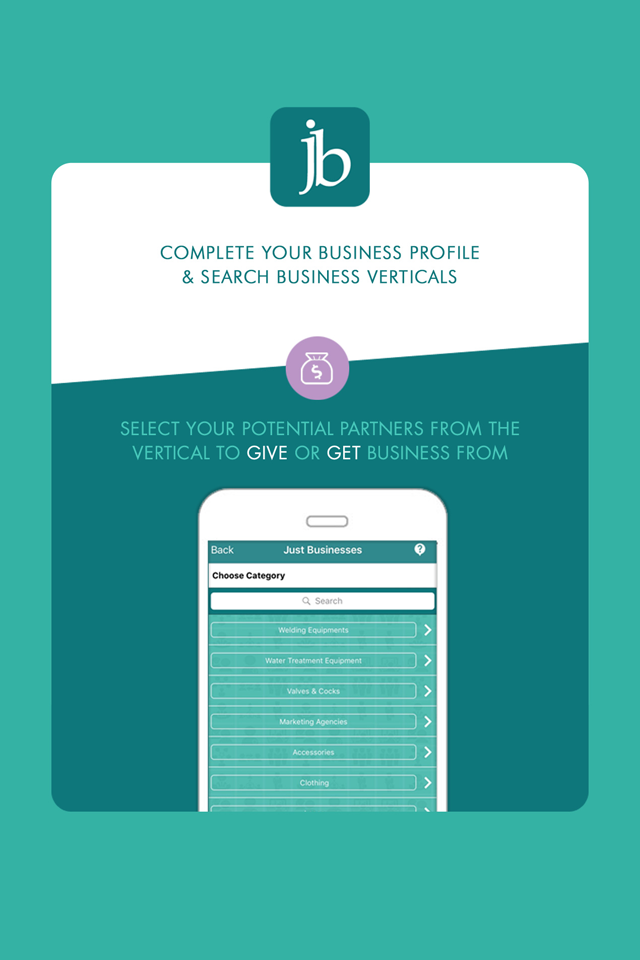 jb
COMPLETE YOUR BUSINESS PROFILE
& SEARCH BUSINESS VERTICALS
$
SELECT YOUR POTENTIAL PARTNERS FROM THE
VERTICAL TO GIVE OR GET BUSINESS FROM
Back Just Businesses ?
Choose Category
Search
Welding Equipments
Water Treatment Equipment
Valves & Cocks
Marketing Agencies
Accessories
Clothing